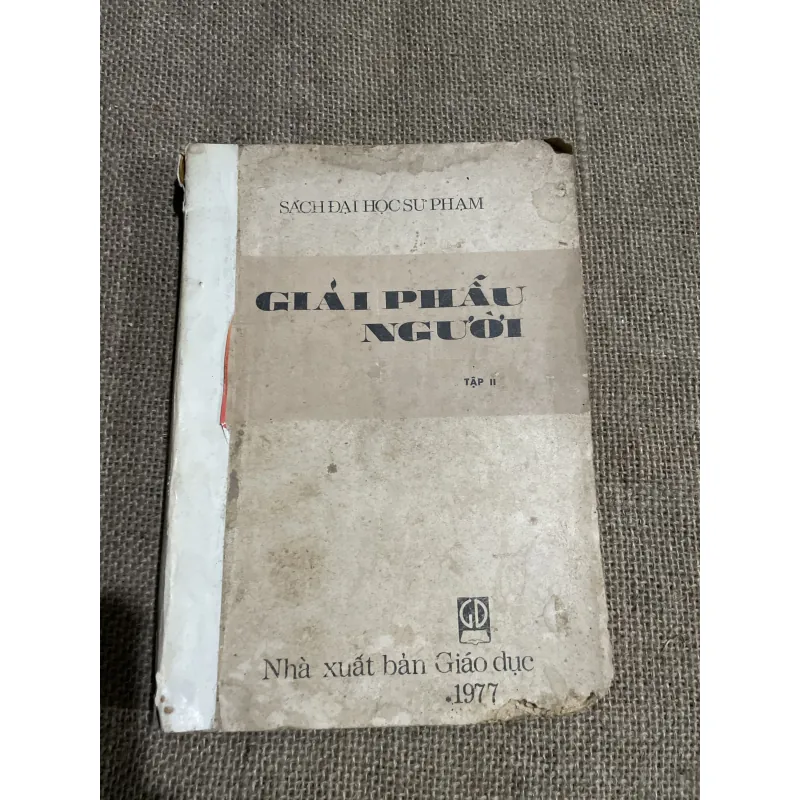 SÁCH ĐẠI HỌC SƯ PHẠM
GIẢI PHẪU
NGƯỜI
TẬP II
GD
Nhà xuất bản Giáo dục
1977